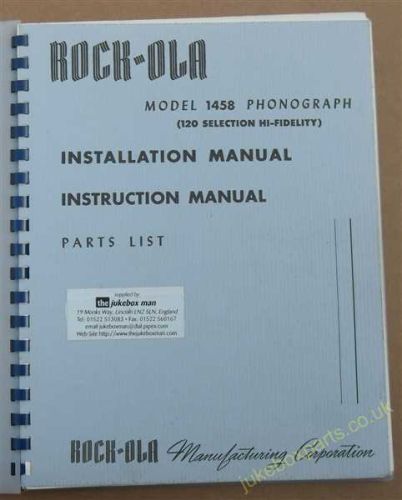 ROCK-OLA
MODEL 1458 PHONOGRAPH
(120 SELECTION HI-FIDELITY)
INSTALLATION MANUAL
INSTRUCTION MANUAL
PARTS LIST
supplied by
the jukebox man
19 Monks Way, Lincoln LN2 5LN, England
Tel: 01522 513083 • Fax: 01522 560167
email:jukeboxman@dial.pipex.com
Web Site http://www.thejukeboxman.com
ROCK-OLA Manufacturing Corporation
jukeboxparts.co.uk